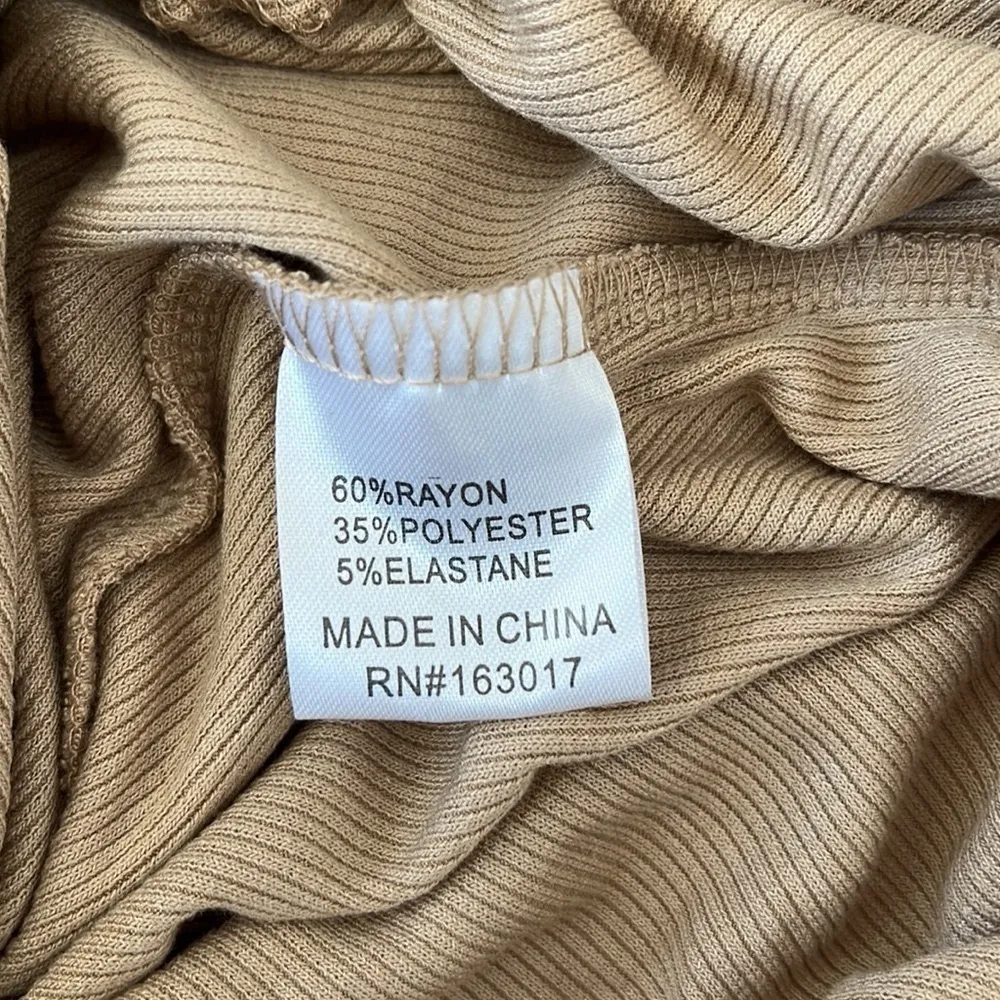 60%RAYON
35%POLYESTER
5%ELASTANE
MADE IN CHINA
RN#163017